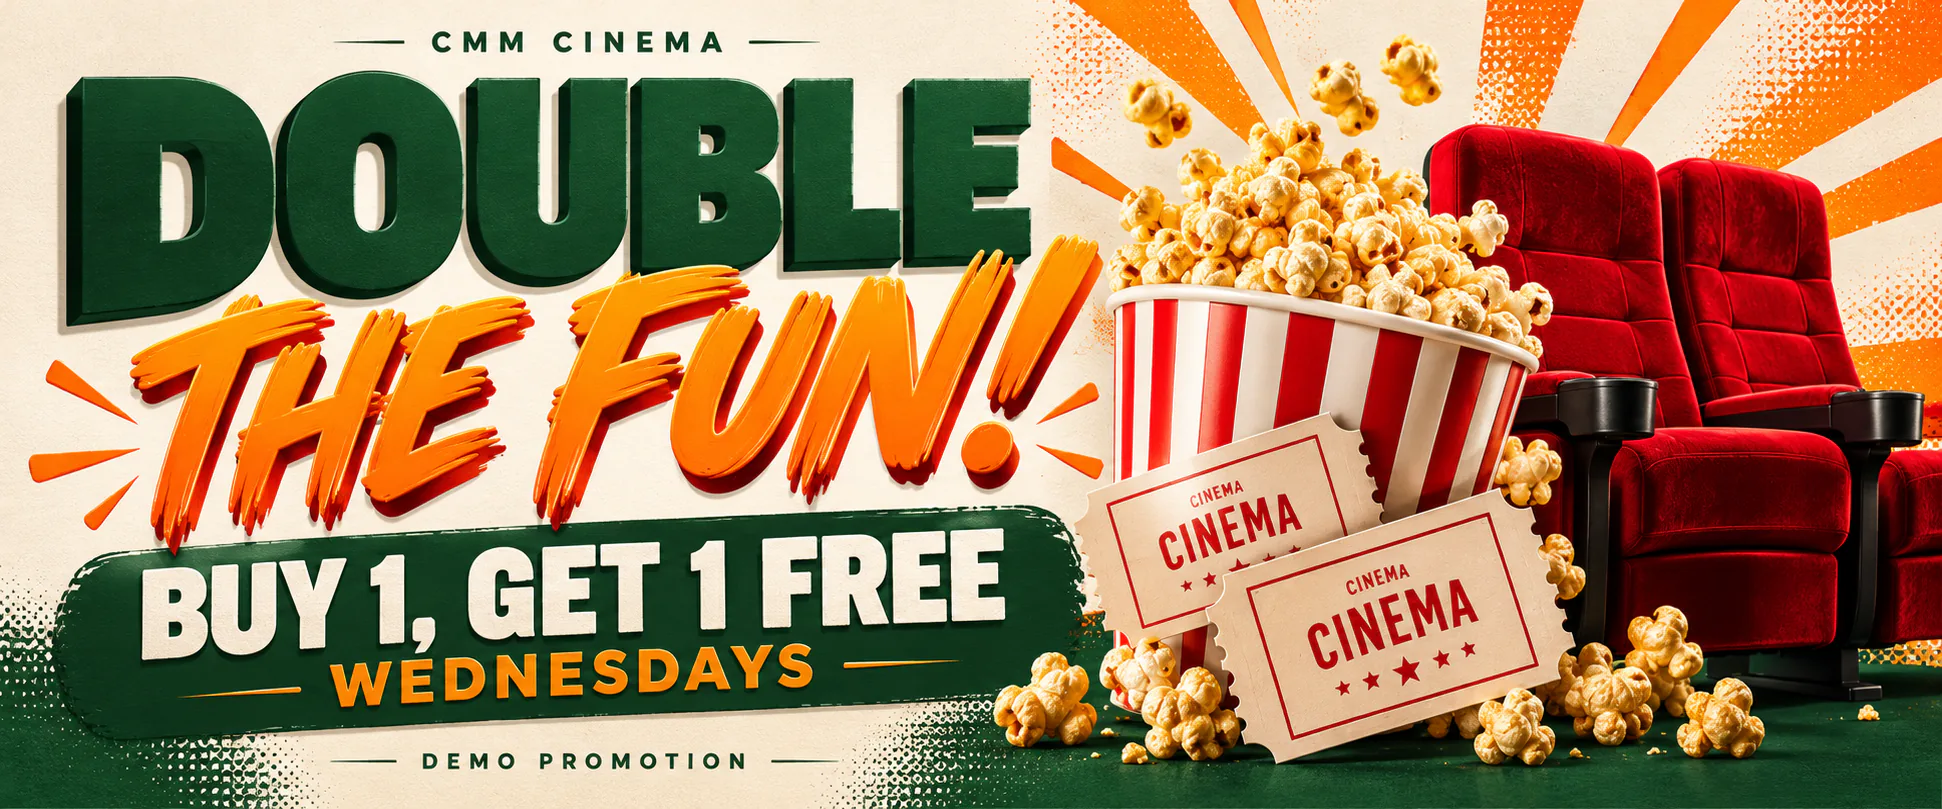 CMM CINEMA
DOUBLE
THE FUN!
BUY 1, GET 1 FREE
WEDNESDAYS
DEMO PROMOTION
CINEMA
CINEMA
CINEMA
CINEMA